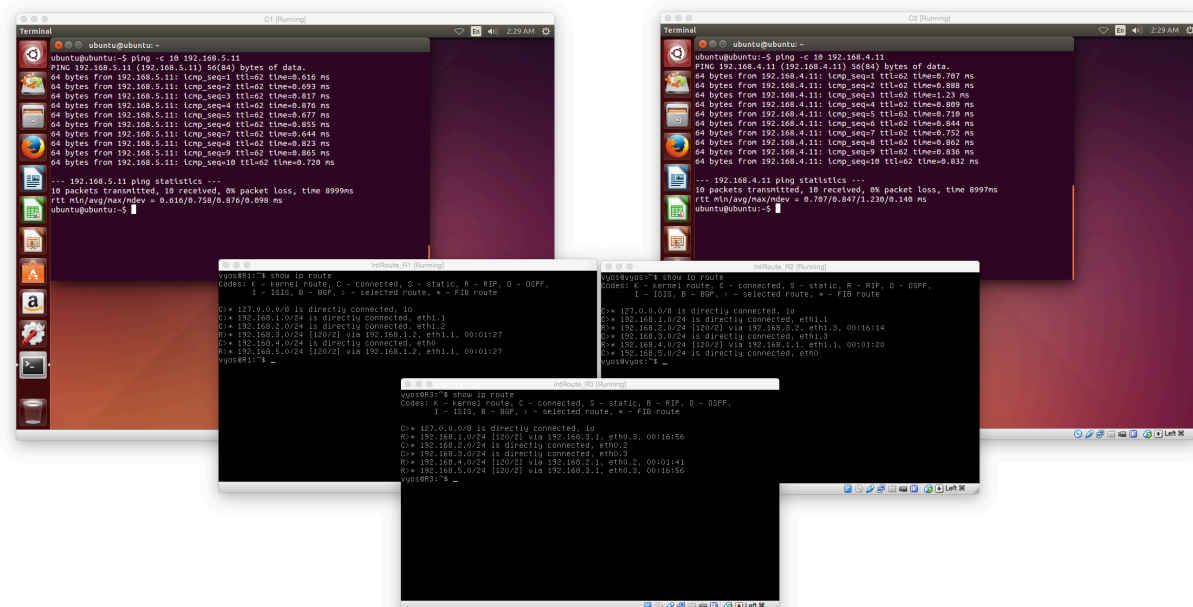 C1 [Running]
Terminal
En
2:29 AM
ubuntu@ubuntu: ~
ubuntu@ubuntu:~$ ping -c 10 192.168.5.11
PING 192.168.5.11 (192.168.5.11) 56(84) bytes of data.
64 bytes from 192.168.5.11: icmp_seq=1 ttl=62 time=0.616 ms
64 bytes from 192.168.5.11: icmp_seq=2 ttl=62 time=0.693 ms
64 bytes from 192.168.5.11: icmp_seq=3 ttl=62 time=0.817 ms
64 bytes from 192.168.5.11: icmp_seq=4 ttl=62 time=0.876 ms
64 bytes from 192.168.5.11: icmp_seq=5 ttl=62 time=0.677 ms
64 bytes from 192.168.5.11: icmp_seq=6 ttl=62 time=0.855 ms
64 bytes from 192.168.5.11: icmp_seq=7 ttl=62 time=0.644 ms
64 bytes from 192.168.5.11: icmp_seq=8 ttl=62 time=0.823 ms
64 bytes from 192.168.5.11: icmp_seq=9 ttl=62 time=0.865 ms
64 bytes from 192.168.5.11: icmp_seq=10 ttl=62 time=0.720 ms
--- 192.168.5.11 ping statistics ---
10 packets transmitted, 10 received, 0% packet loss, time 8999ms
rtt min/avg/max/mdev = 0.616/0.758/0.876/0.098 ms
ubuntu@ubuntu:~$
C2 [Running]
Terminal
En
2:29 AM
ubuntu@ubuntu: ~
ubuntu@ubuntu:~$ ping -c 10 192.168.4.11
PING 192.168.4.11 (192.168.4.11) 56(84) bytes of data.
64 bytes from 192.168.4.11: icmp_seq=1 ttl=62 time=0.707 ms
64 bytes from 192.168.4.11: icmp_seq=2 ttl=62 time=0.888 ms
64 bytes from 192.168.4.11: icmp_seq=3 ttl=62 time=1.23 ms
64 bytes from 192.168.4.11: icmp_seq=4 ttl=62 time=0.809 ms
64 bytes from 192.168.4.11: icmp_seq=5 ttl=62 time=0.710 ms
64 bytes from 192.168.4.11: icmp_seq=6 ttl=62 time=0.844 ms
64 bytes from 192.168.4.11: icmp_seq=7 ttl=62 time=0.752 ms
64 bytes from 192.168.4.11: icmp_seq=8 ttl=62 time=0.862 ms
64 bytes from 192.168.4.11: icmp_seq=9 ttl=62 time=0.836 ms
64 bytes from 192.168.4.11: icmp_seq=10 ttl=62 time=0.832 ms
--- 192.168.4.11 ping statistics ---
10 packets transmitted, 10 received, 0% packet loss, time 8997ms
rtt min/avg/max/mdev = 0.707/0.847/1.230/0.140 ms
ubuntu@ubuntu:~$
IntRoute_R1 [Running]
vyos@R1:~$ show ip route
Codes: K - kernel route, C - connected, S - static, R - RIP, O - OSPF,
I - ISIS, B - BGP, > - selected route, * - FIB route
C>* 127.0.0.0/8 is directly connected, lo
C>* 192.168.1.0/24 is directly connected, eth1.1
C>* 192.168.2.0/24 is directly connected, eth1.2
R>* 192.168.3.0/24 [120/2] via 192.168.1.2, eth1.1, 00:01:27
C>* 192.168.4.0/24 is directly connected, eth0
R>* 192.168.5.0/24 [120/2] via 192.168.1.2, eth1.1, 00:01:27
vyos@R1:~$ _
IntRoute_R2 [Running]
vyos@vyos:~$ show ip route
Codes: K - kernel route, C - connected, S - static, R - RIP, O - OSPF,
I - ISIS, B - BGP, > - selected route, * - FIB route
C>* 127.0.0.0/8 is directly connected, lo
C>* 192.168.1.0/24 is directly connected, eth1.1
R>* 192.168.2.0/24 [120/2] via 192.168.3.2, eth1.3, 00:16:14
C>* 192.168.3.0/24 is directly connected, eth1.3
R>* 192.168.4.0/24 [120/2] via 192.168.1.1, eth1.1, 00:01:20
C>* 192.168.5.0/24 is directly connected, eth0
vyos@vyos:~$ _
Left ⌘
IntRoute_R3 [Running]
vyos@R3:~$ show ip route
Codes: K - kernel route, C - connected, S - static, R - RIP, O - OSPF,
I - ISIS, B - BGP, > - selected route, * - FIB route
C>* 127.0.0.0/8 is directly connected, lo
R>* 192.168.1.0/24 [120/2] via 192.168.3.1, eth0.3, 00:16:56
C>* 192.168.2.0/24 is directly connected, eth0.2
C>* 192.168.3.0/24 is directly connected, eth0.3
R>* 192.168.4.0/24 [120/2] via 192.168.2.1, eth0.2, 00:01:41
R>* 192.168.5.0/24 [120/2] via 192.168.3.1, eth0.3, 00:16:56
vyos@R3:~$ _
Left ⌘
Left ⌘